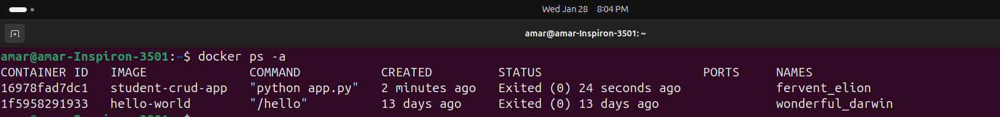 Wed Jan 28 8:04 PM
amar@amar-Inspiron-3501: ~
amar@amar-Inspiron-3501:~$ docker ps -a
CONTAINER ID IMAGE COMMAND CREATED STATUS PORTS NAMES
16978fad7dc1 student-crud-app "python app.py" 2 minutes ago Exited (0) 24 seconds ago fervent_elion
1f5958291933 hello-world "/hello" 13 days ago Exited (0) 13 days ago wonderful_darwin